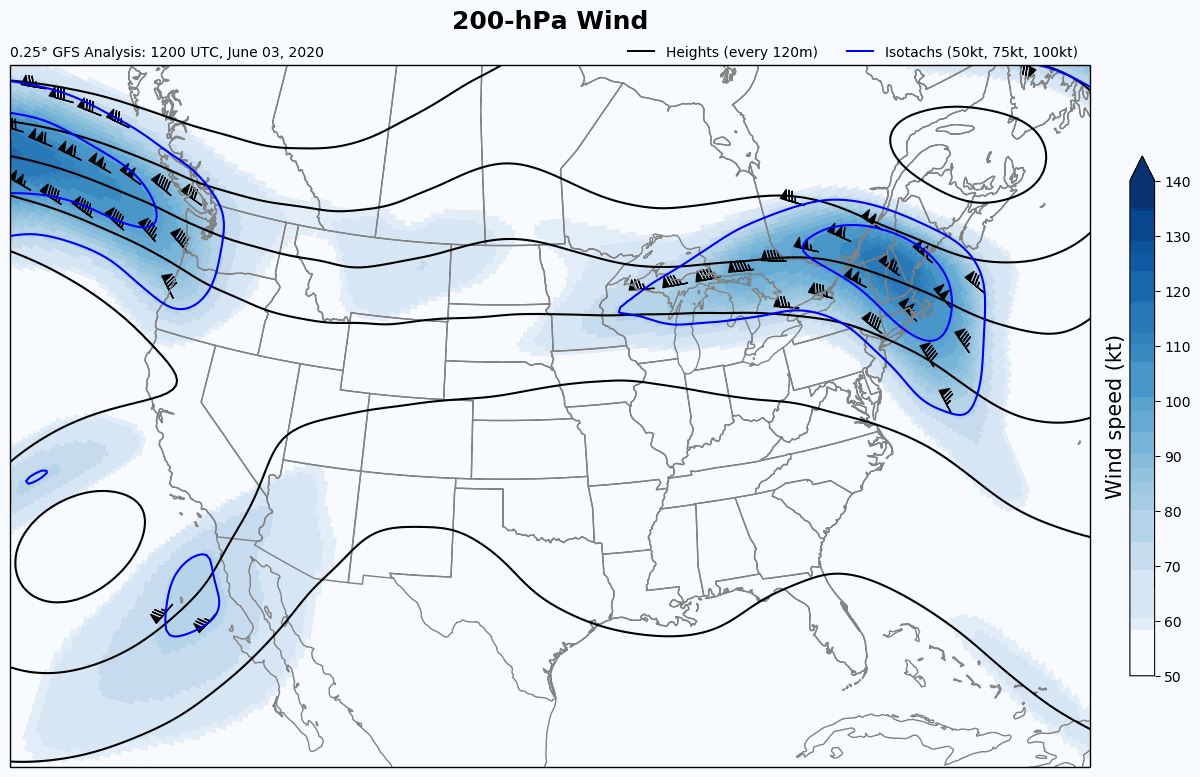 200-hPa Wind
0.25° GFS Analysis: 1200 UTC, June 03, 2020
Heights (every 120m)
Isotachs (50kt, 75kt, 100kt)
140
130
120
110
100
90
80
70
60
50
Wind speed (kt)